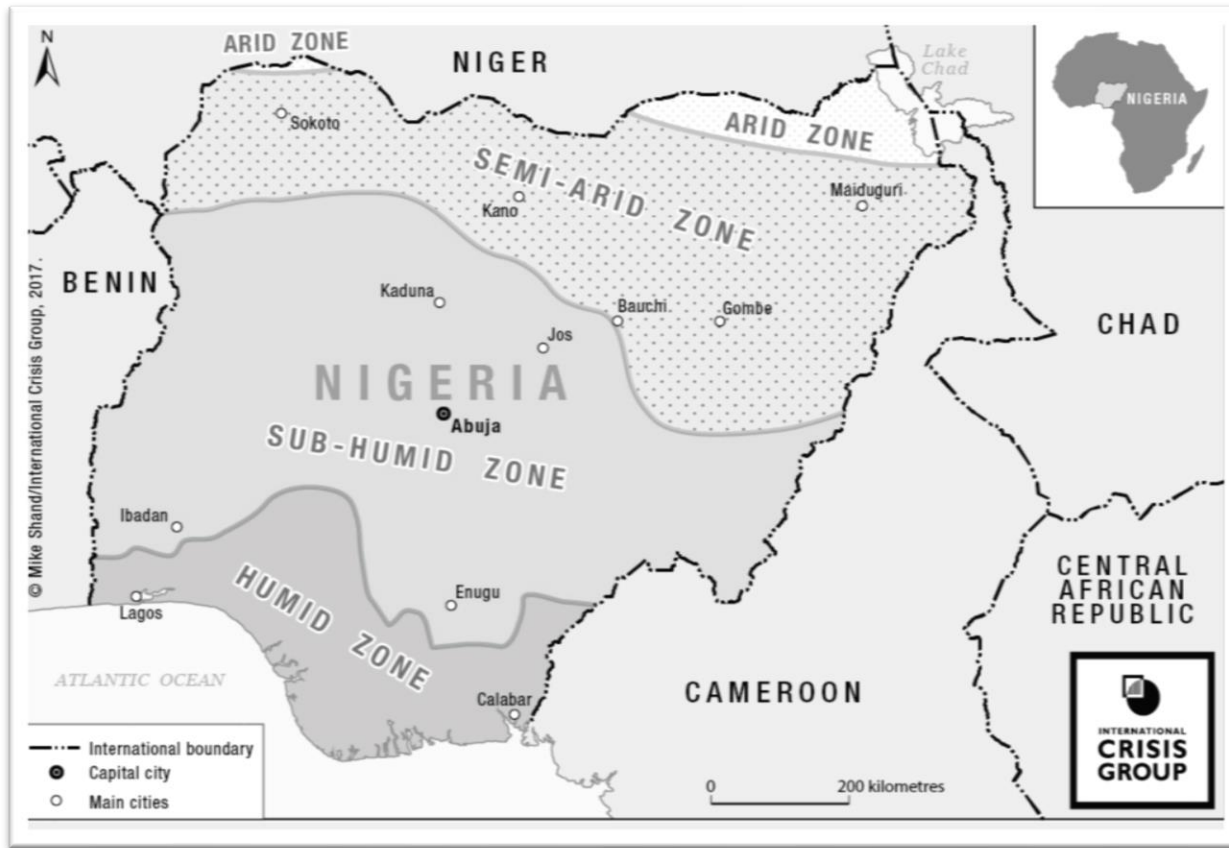 N
ARID ZONE
NIGER
Lake
Chad
NIGERIA
ARID ZONE
Sokoto
SEMI-ARID ZONE
Kano
Maiduguri
BENIN
Kaduna
Bauchi
Gombe
Jos
CHAD
NIGERIA
Abuja
SUB-HUMID ZONE
Ibadan
© Mike Shand/International Crisis Group, 2017.
HUMID ZONE
Enugu
Lagos
CENTRAL
AFRICAN
REPUBLIC
ATLANTIC OCEAN
Calabar
CAMEROON
International boundary
Capital city
Main cities
0 200 kilometres
INTERNATIONAL
CRISIS
GROUP